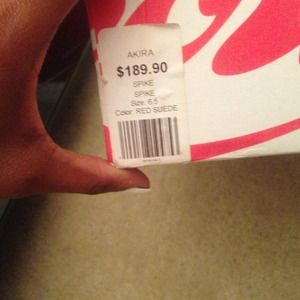 AKIRA
$189.90
SPIKE
SPIKE
Size: 6.5
Color: RED SUEDE